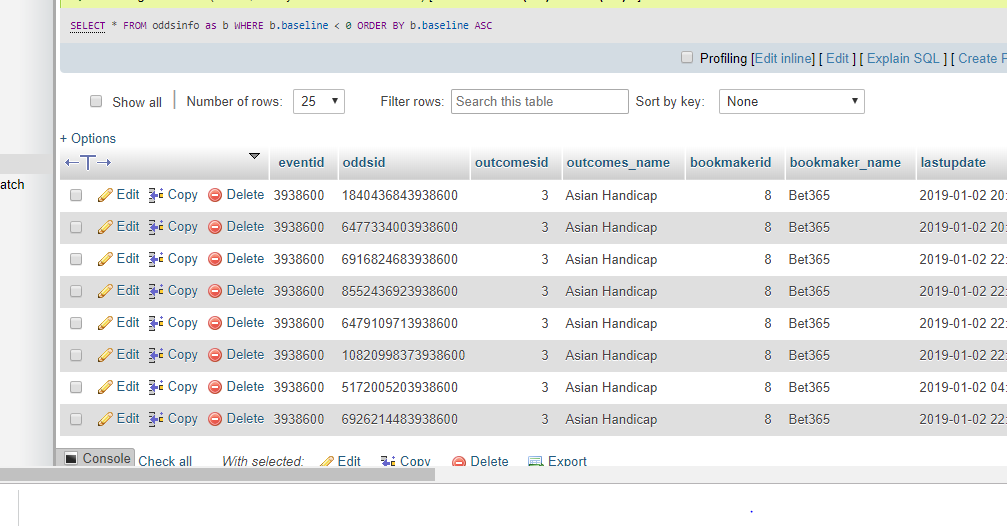 SELECT * FROM oddsinfo as b WHERE b.baseline < 0 ORDER BY b.baseline ASC
Profiling [Edit inline] [ Edit ] [ Explain SQL ] [ Create P
Show all Number of rows: 25 Filter rows: Search this table Sort by key: None
+ Options
eventid oddsid outcomesid outcomes_name bookmakerid bookmaker_name lastupdate
atch
Edit Copy Delete 3938600 1840436843938600 3 Asian Handicap 8 Bet365 2019-01-02 20:
Edit Copy Delete 3938600 6477334003938600 3 Asian Handicap 8 Bet365 2019-01-02 20:
Edit Copy Delete 3938600 6916824683938600 3 Asian Handicap 8 Bet365 2019-01-02 22:
Edit Copy Delete 3938600 8552436923938600 3 Asian Handicap 8 Bet365 2019-01-02 22:
Edit Copy Delete 3938600 6479109713938600 3 Asian Handicap 8 Bet365 2019-01-02 22:
Edit Copy Delete 3938600 10820998373938600 3 Asian Handicap 8 Bet365 2019-01-02 22:
Edit Copy Delete 3938600 5172005203938600 3 Asian Handicap 8 Bet365 2019-01-02 04:
Edit Copy Delete 3938600 6926214483938600 3 Asian Handicap 8 Bet365 2019-01-02 22:
Console Check all With selected: Edit Copy Delete Export